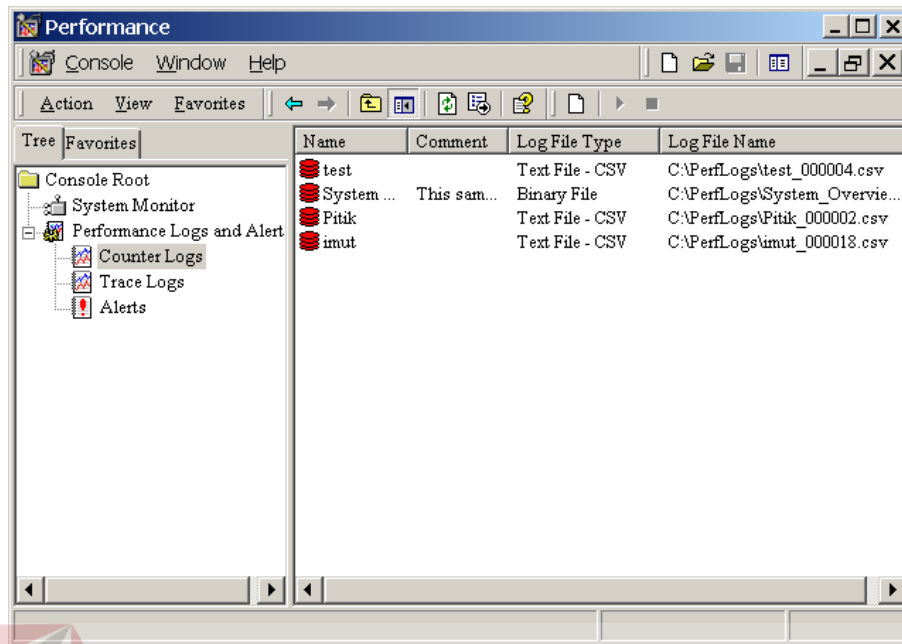 Performance
Console Window Help
Action View Favorites
Tree Favorites
Name Comment Log File Type Log File Name
Console Root
System Monitor
Performance Logs and Alert
Counter Logs
Trace Logs
Alerts
test Text File - CSV C:\PerfLogs\test_000004.csv
System ... This sam... Binary File C:\PerfLogs\System_Overvie...
Pitik Text File - CSV C:\PerfLogs\Pitik_000002.csv
imut Text File - CSV C:\PerfLogs\imut_000018.csv